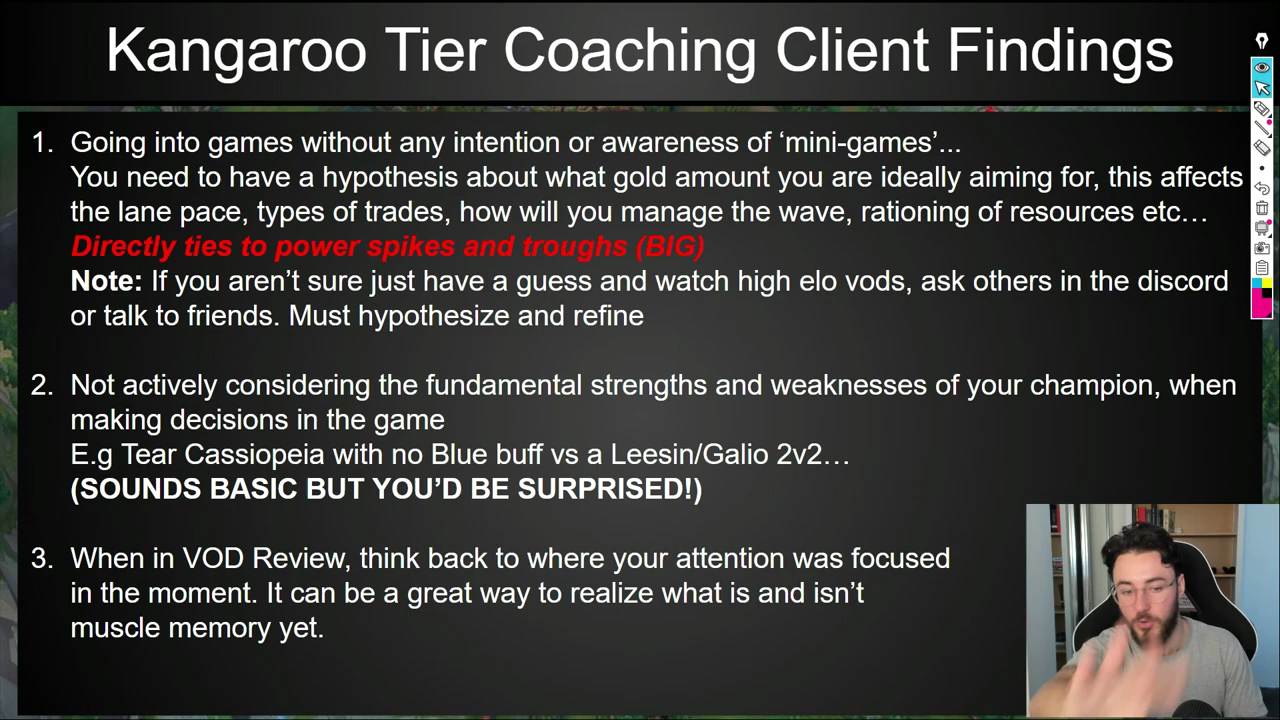 Kangaroo Tier Coaching Client Findings
1. Going into games without any intention or awareness of ‘mini-games’...
You need to have a hypothesis about what gold amount you are ideally aiming for, this affects
the lane pace, types of trades, how will you manage the wave, rationing of resources etc…
Directly ties to power spikes and troughs (BIG)
Note: If you aren’t sure just have a guess and watch high elo vods, ask others in the discord
or talk to friends. Must hypothesize and refine
2. Not actively considering the fundamental strengths and weaknesses of your champion, when
making decisions in the game
E.g Tear Cassiopeia with no Blue buff vs a Leesin/Galio 2v2…
(SOUNDS BASIC BUT YOU’D BE SURPRISED!)
3. When in VOD Review, think back to where your attention was focused
in the moment. It can be a great way to realize what is and isn’t
muscle memory yet.